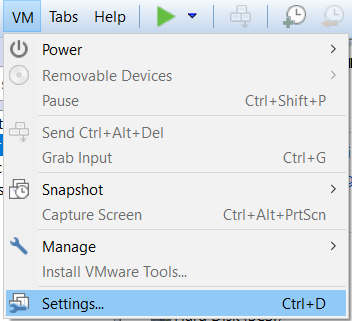 VM Tabs Help
Power
Removable Devices
Pause Ctrl+Shift+P
Send Ctrl+Alt+Del
Grab Input Ctrl+G
Snapshot
Capture Screen Ctrl+Alt+PrtScn
Manage
Install VMware Tools...
Settings... Ctrl+D